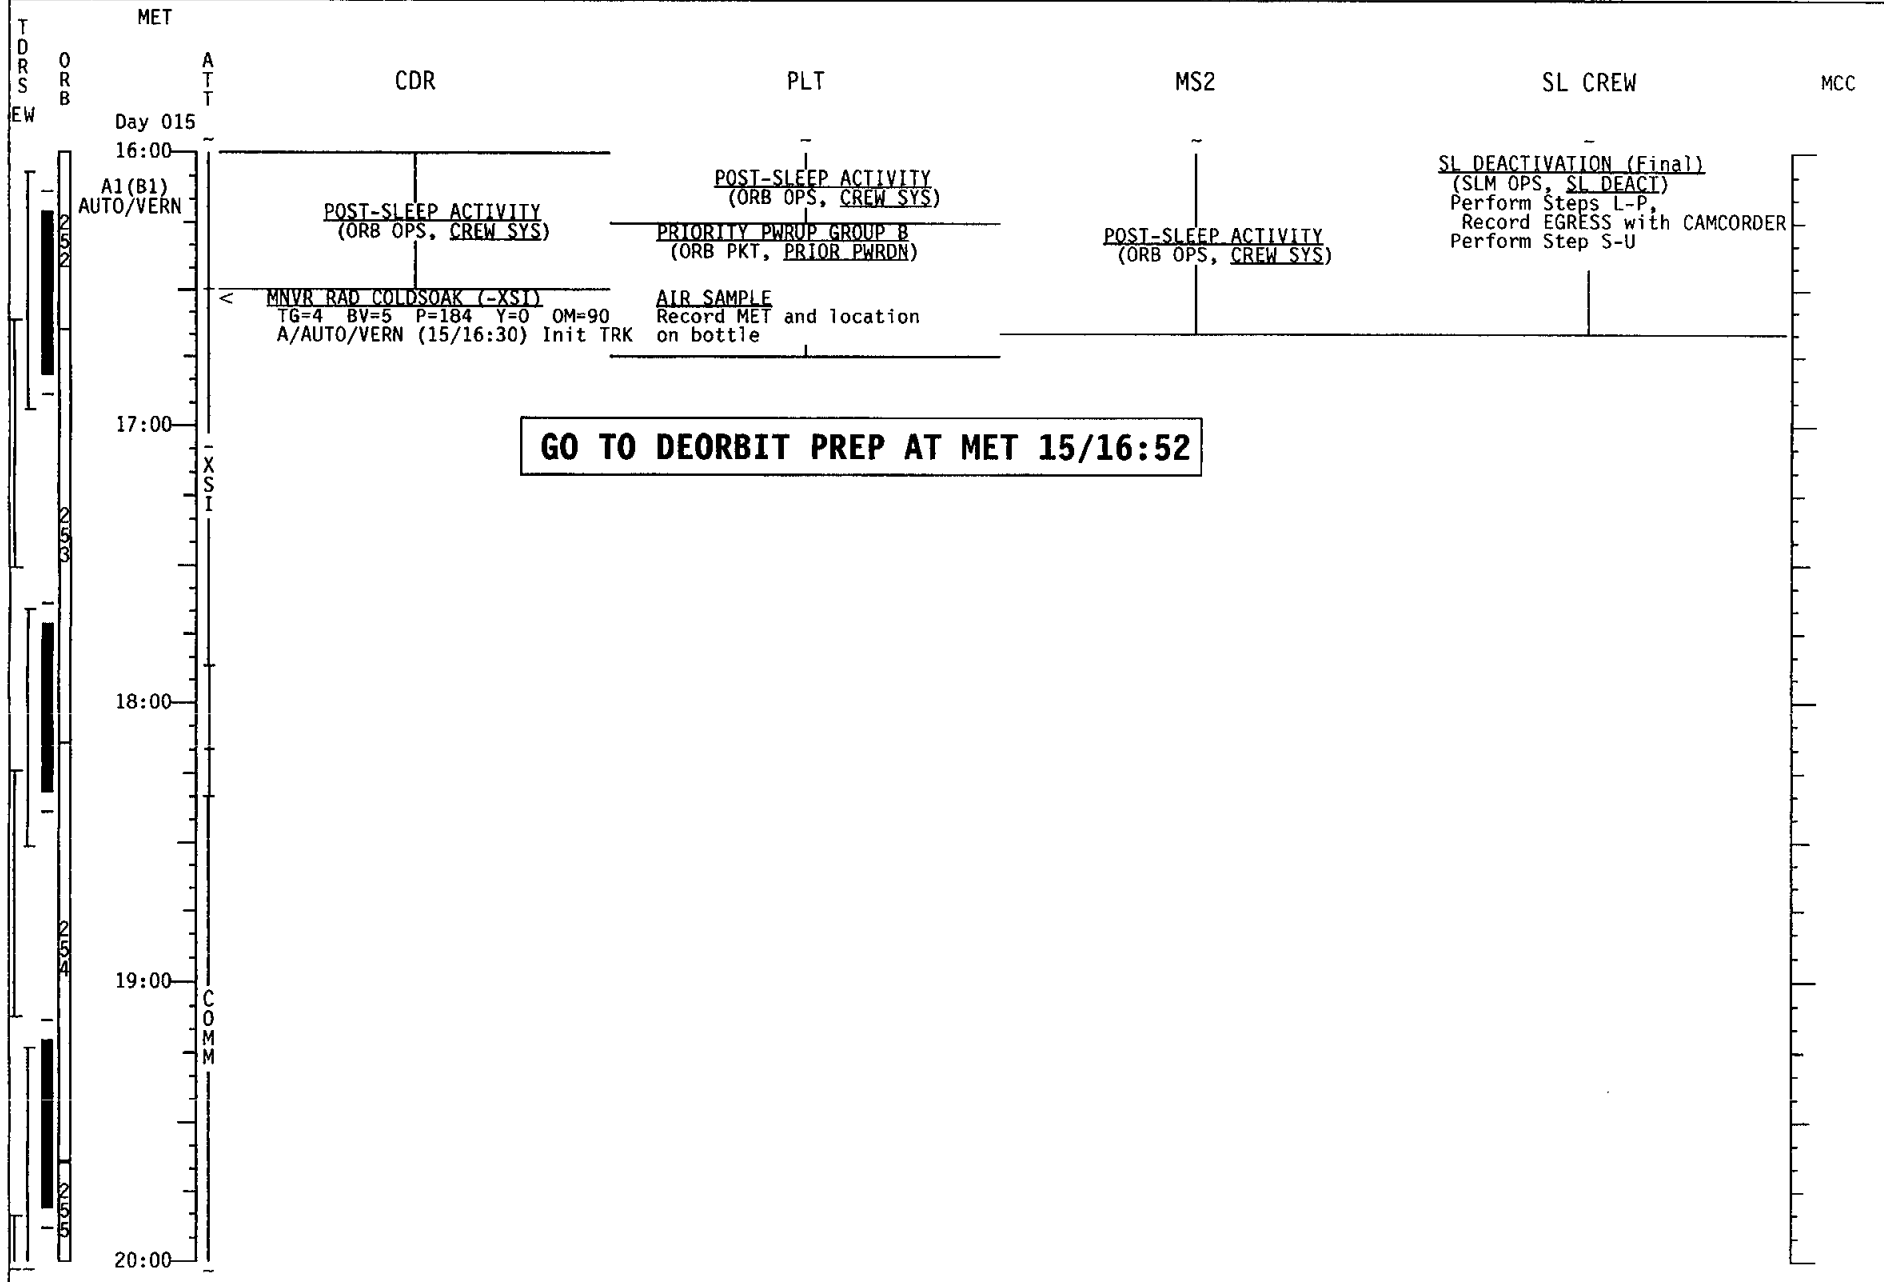 MET
TDRS
ORB
ATT
CDR
PLT
MS2
SL CREW
MCC
EW
Day 015
16:00
A1(B1)
AUTO/VERN
252
POST-SLEEP ACTIVITY
(ORB OPS, CREW SYS)
< MNVR RAD COLDSOAK (-XSI)
TG=4 BV=5 P=184 Y=0 OM=90
A/AUTO/VERN (15/16:30) Init TRK
POST-SLEEP ACTIVITY
(ORB OPS, CREW SYS)
PRIORITY PWRUP GROUP B
(ORB PKT, PRIOR PWRDN)
AIR SAMPLE
Record MET and location
on bottle
POST-SLEEP ACTIVITY
(ORB OPS, CREW SYS)
SL DEACTIVATION (Final)
(SLM OPS, SL DEACT)
Perform Steps L-P,
Record EGRESS with CAMCORDER
Perform Step S-U
17:00
GO TO DEORBIT PREP AT MET 15/16:52
-XSI
253
18:00
254
19:00
COMM
255
20:00